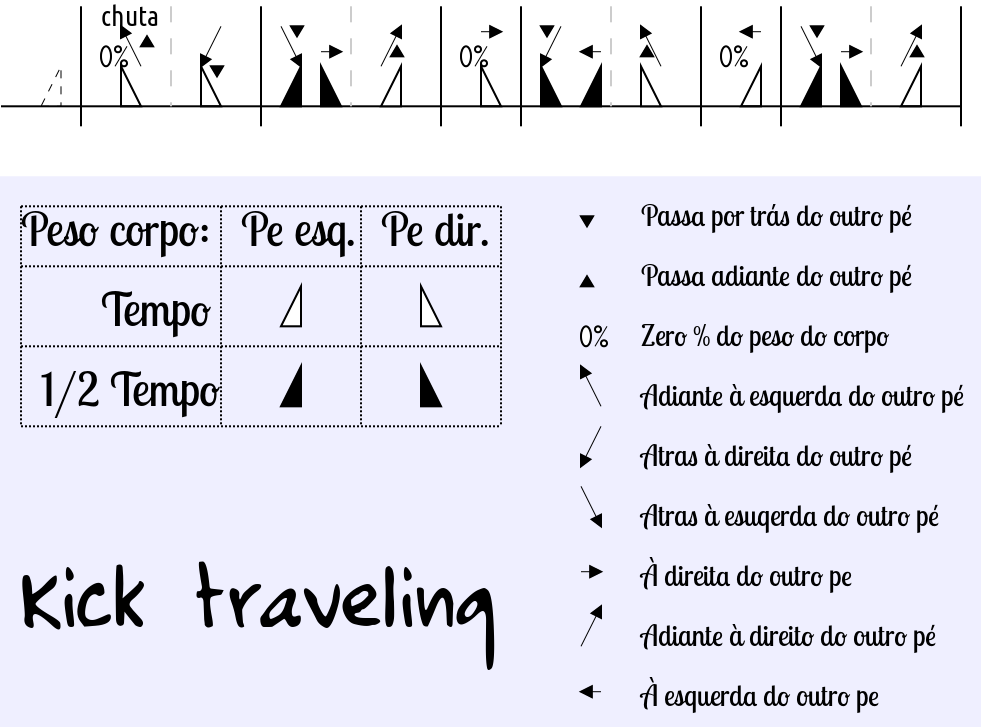 chuta
0% 0% 0%
Peso corpo: Pe esq. Pe dir.
Tempo
1/2 Tempo
Kick traveling
Passa por trás do outro pé
Passa adiante do outro pé
0% Zero % do peso do corpo
Adiante à esquerda do outro pé
Atras à direita do outro pé
Atras à esuqerda do outro pé
À direita do outro pe
Adiante à direito do outro pé
À esquerda do outro pe